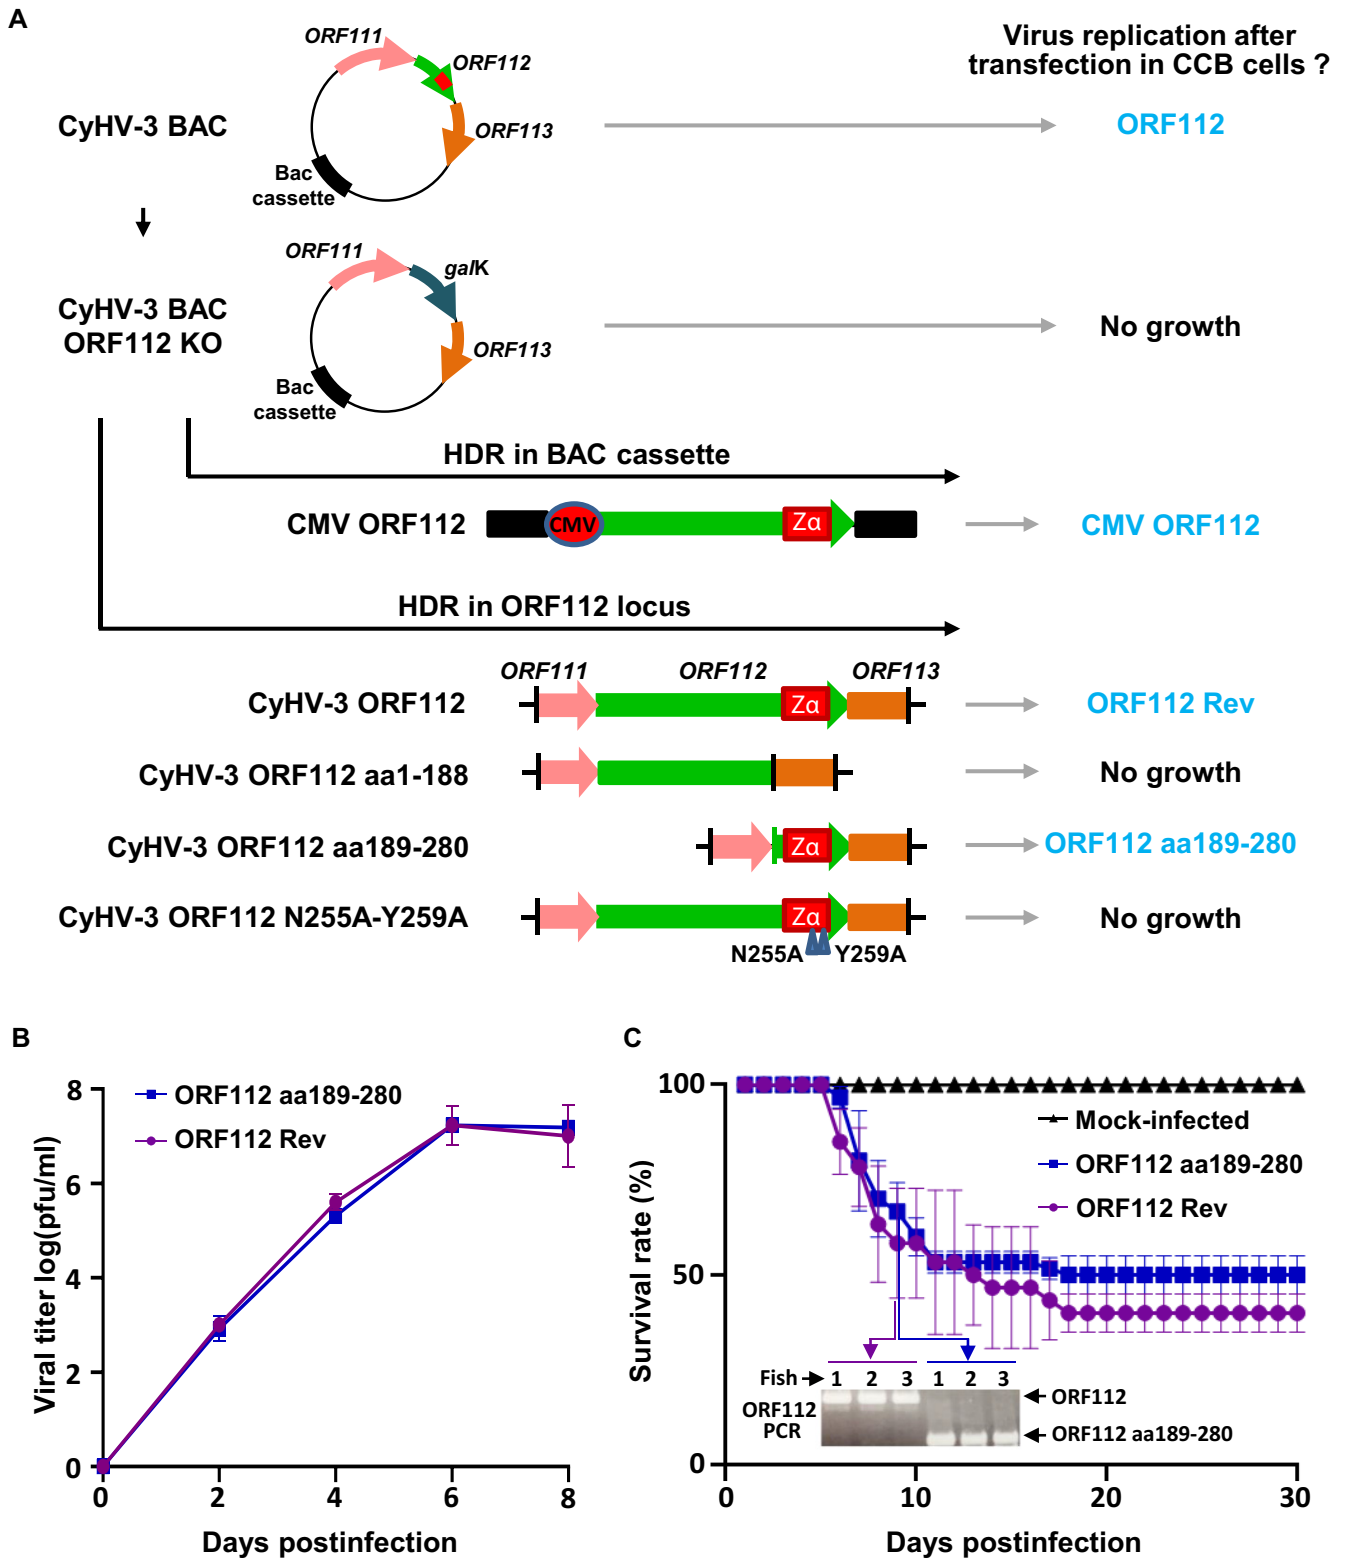 A
Virus replication after
transfection in CCB cells ?
ORF111
ORF112
CyHV-3 BAC
ORF113
ORF112
Bac
cassette
ORF111
galK
CyHV-3 BAC
ORF112 KO
No growth
ORF113
Bac
cassette
HDR in BAC cassette
CMV ORF112
CMV
Zα
CMV ORF112
HDR in ORF112 locus
ORF111
ORF112
ORF113
CyHV-3 ORF112
Zα
ORF112 Rev
CyHV-3 ORF112 aa1-188
No growth
CyHV-3 ORF112 aa189-280
Zα
ORF112 aa189-280
CyHV-3 ORF112 N255A-Y259A
Zα
No growth
N255A
Y259A
B
8
6
4
2
0
Viral titer log(pfu/ml)
ORF112 aa189-280
ORF112 Rev
0 2 4 6 8
Days postinfection
C
100
50
0
Survival rate (%)
Mock-infected
ORF112 aa189-280
ORF112 Rev
Fish
1 2 3 1 2 3
ORF112
PCR
ORF112
ORF112 aa189-280
0 10 20 30
Days postinfection